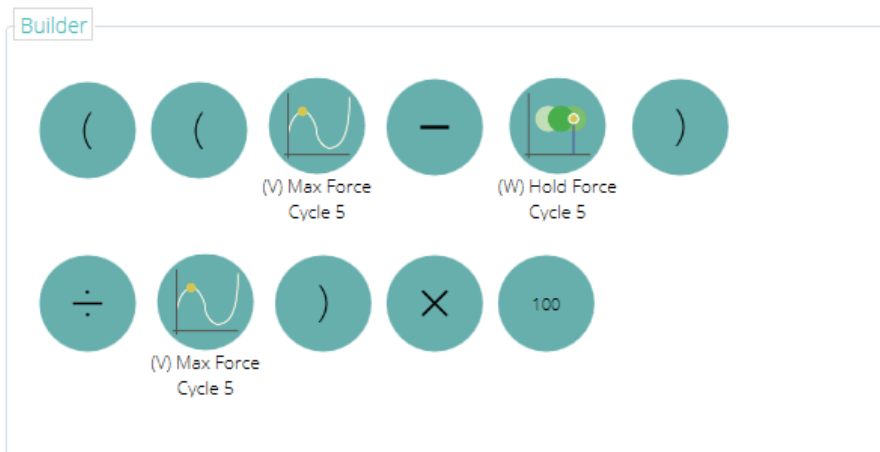 Builder
( ( − )
(V) Max Force
Cycle 5
(W) Hold Force
Cycle 5
÷ ) × 100
(V) Max Force
Cycle 5